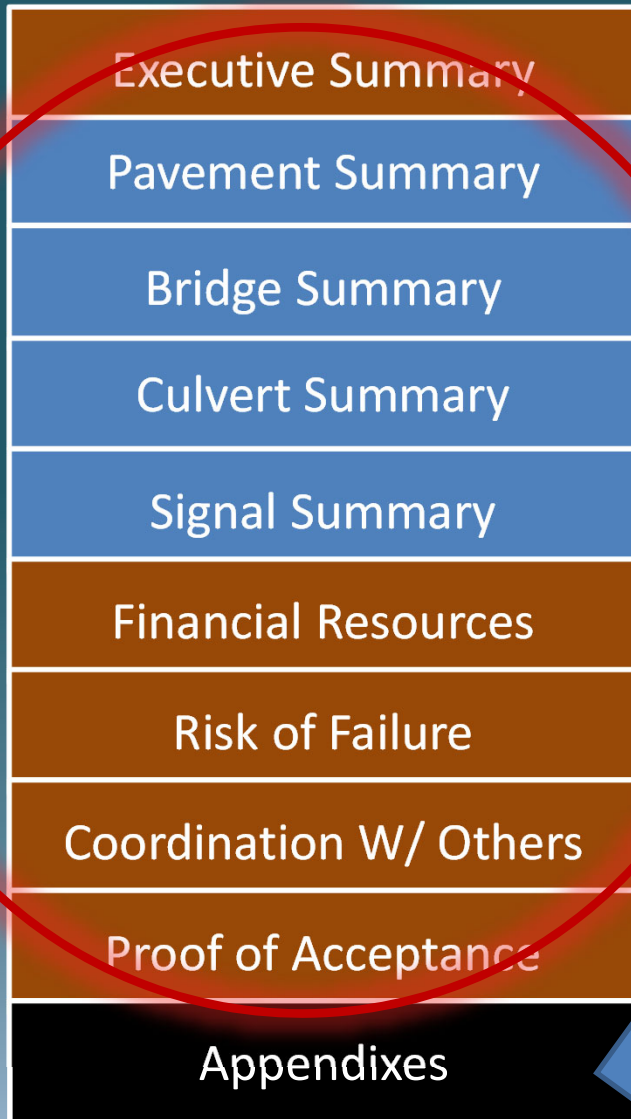 Executive Summary
Pavement Summary
Bridge Summary
Culvert Summary
Signal Summary
Financial Resources
Risk of Failure
Coordination W/ Others
Proof of Acceptance
Appendixes